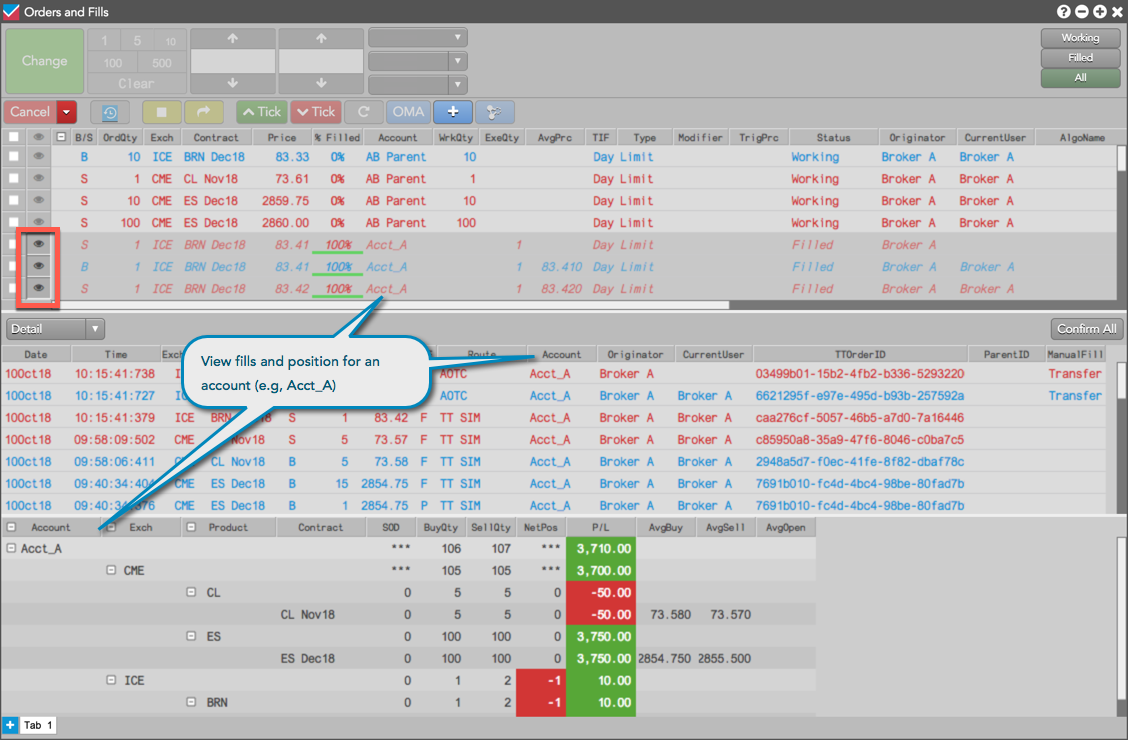 Orders and Fills
Change 1 5 10
100 500
Clear
Working
Filled
All
Cancel Tick Tick C OMA
B/S OrdQty Exch Contract Price % Filled Account WrkQty ExeQty AvgPrc TIF Type Modifier TrigPrc Status Originator CurrentUser AlgoName
B 10 ICE BRN Dec18 83.33 0% AB Parent 10 Day Limit Working Broker A Broker A
S 1 CME CL Nov18 73.61 0% AB Parent 1 Day Limit Working Broker A Broker A
S 10 CME ES Dec18 2859.75 0% AB Parent 10 Day Limit Working Broker A Broker A
S 100 CME ES Dec18 2860.00 0% AB Parent 100 Day Limit Working Broker A Broker A
S 1 ICE BRN Dec18 83.41 100% Acct_A 1 Day Limit Filled Broker A
B 1 ICE BRN Dec18 83.41 100% Acct_A 1 83.410 Day Limit Filled Broker A Broker A
S 1 ICE BRN Dec18 83.42 100% Acct_A 1 83.420 Day Limit Filled Broker A Broker A
Detail Confirm All
View fills and position for an
account (e.g, Acct_A)
Date Time Exch Route Account Originator CurrentUser TTOrderID ParentID ManualFill
10Oct18 10:15:41:738 AOTC Acct_A Broker A 03499b01-15b2-4fb2-b336-5293220 Transfer
10Oct18 10:15:41:727 AOTC Acct_A Broker A Broker A 6621295f-e97e-495d-b93b-257592a Transfer
10Oct18 10:15:41:379 ICE BRN Dec18 S 1 83.42 F TT SIM Acct_A Broker A Broker A caa276cf-5057-46b5-a7d0-7a16446
10Oct18 09:58:09:502 CME Nov18 S 5 73.57 F TT SIM Acct_A Broker A Broker A c85950a8-35a9-47f6-8046-c0ba7c5
10Oct18 09:58:06:411 CL Nov18 B 5 73.58 F TT SIM Acct_A Broker A Broker A 2948a5d7-f0ec-41fe-8f82-dbaf78c
10Oct18 09:40:34:404 CME ES Dec18 B 15 2854.75 F TT SIM Acct_A Broker A Broker A 7691b010-fc4d-4bc4-98be-80fad7b
10Oct18 09:40:34:376 CME ES Dec18 B 1 2854.75 P TT SIM Acct_A Broker A Broker A 7691b010-fc4d-4bc4-98be-80fad7b
Account Exch Product Contract SOD BuyQty SellQty NetPos P/L AvgBuy AvgSell AvgOpen
Acct_A *** 106 107 *** 3,710.00
CME *** 105 105 *** 3,700.00
CL 0 5 5 0 -50.00
CL Nov18 0 5 5 0 -50.00 73.580 73.570
ES 0 100 100 0 3,750.00
ES Dec18 0 100 100 0 3,750.00 2854.750 2855.500
ICE 0 1 2 -1 10.00
BRN 0 1 2 -1 10.00
Tab 1